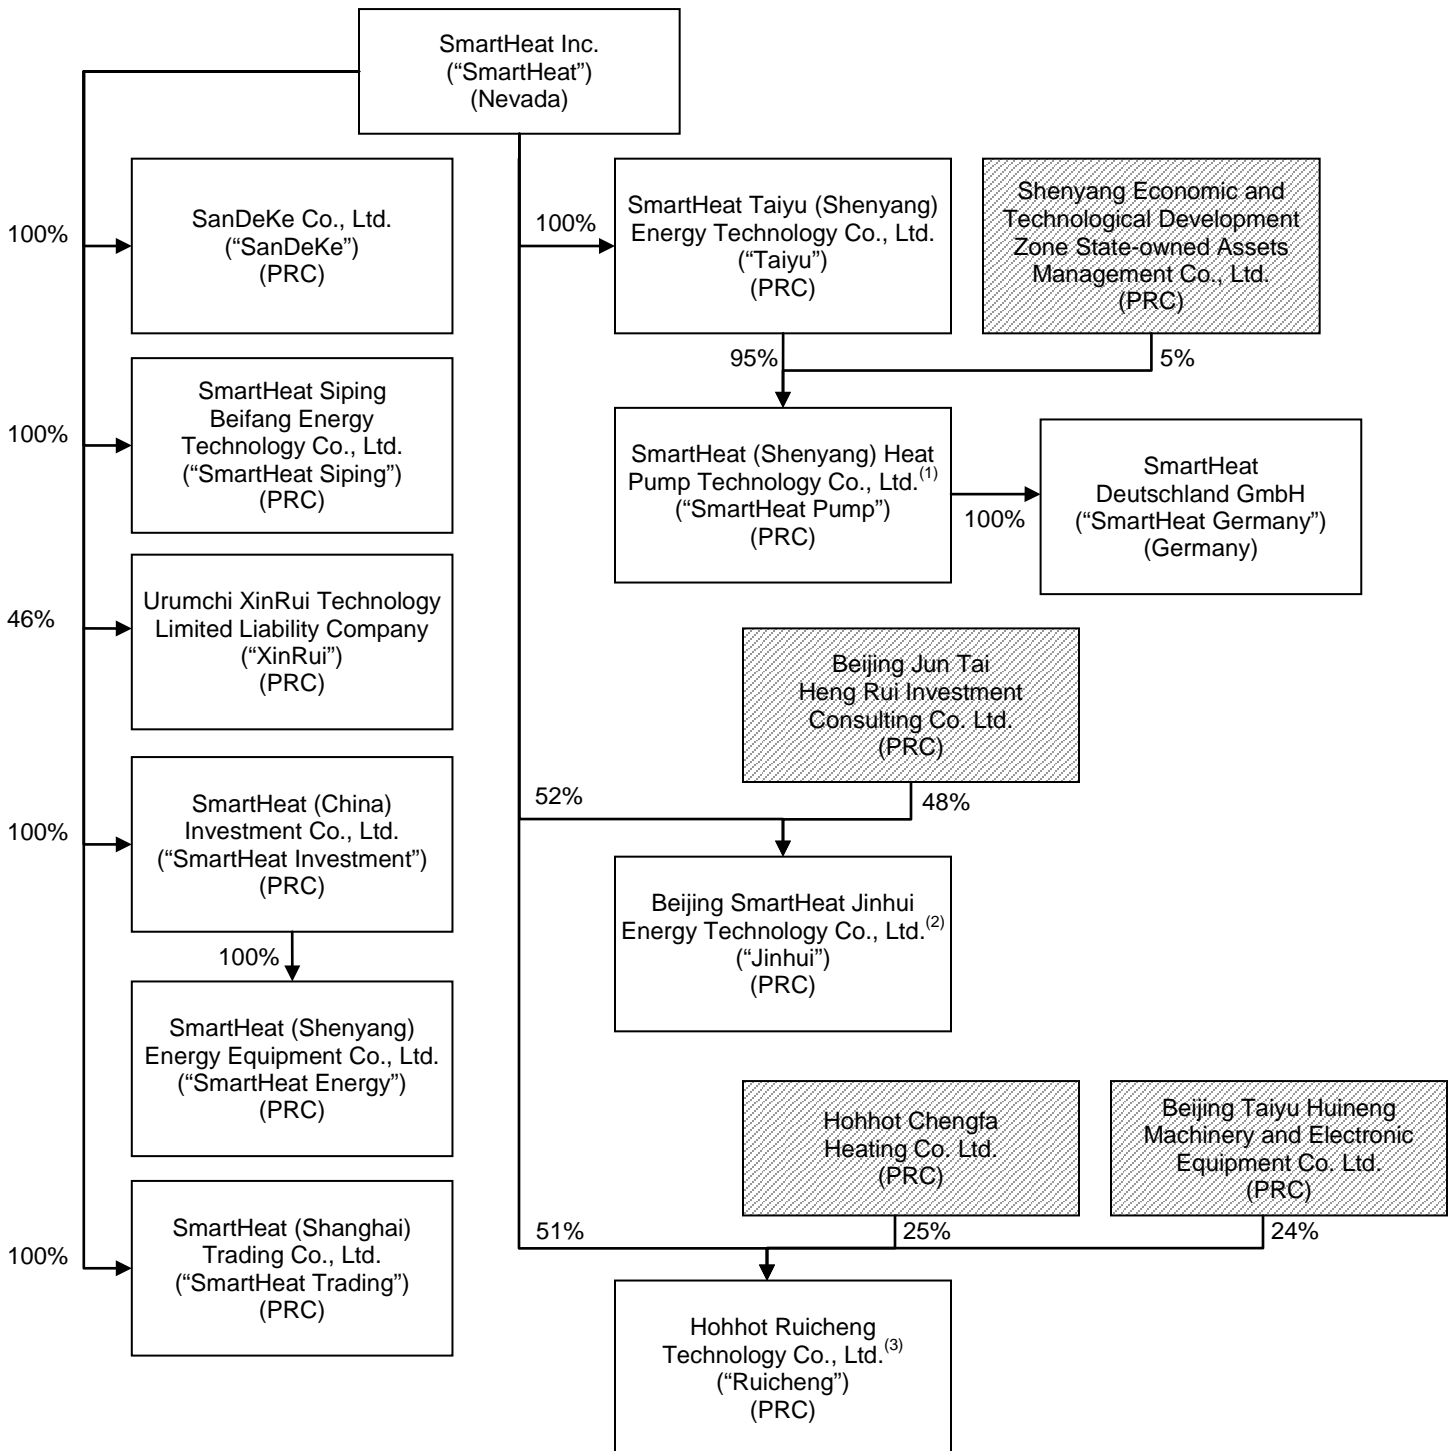 SmartHeat Inc.
(“SmartHeat”)
(Nevada)
100%
SanDeKe Co., Ltd.
(“SanDeKe”)
(PRC)
100%
SmartHeat Siping
Beifang Energy
Technology Co., Ltd.
(“SmartHeat Siping”)
(PRC)
46%
Urumchi XinRui Technology
Limited Liability Company
(“XinRui”)
(PRC)
100%
SmartHeat (China)
Investment Co., Ltd.
(“SmartHeat Investment”)
(PRC)
100%
SmartHeat (Shenyang)
Energy Equipment Co., Ltd.
(“SmartHeat Energy”)
(PRC)
100%
SmartHeat (Shanghai)
Trading Co., Ltd.
(“SmartHeat Trading”)
(PRC)
100%
SmartHeat Taiyu (Shenyang)
Energy Technology Co., Ltd.
(“Taiyu”)
(PRC)
Shenyang Economic and
Technological Development
Zone State-owned Assets
Management Co., Ltd.
(PRC)
95%
5%
SmartHeat (Shenyang) Heat
Pump Technology Co., Ltd.(1)
(“SmartHeat Pump”)
(PRC)
100%
SmartHeat
Deutschland GmbH
(“SmartHeat Germany”)
(Germany)
Beijing Jun Tai
Heng Rui Investment
Consulting Co. Ltd.
(PRC)
52%
48%
Beijing SmartHeat Jinhui
Energy Technology Co., Ltd.(2)
(“Jinhui”)
(PRC)
Hohhot Chengfa
Heating Co. Ltd.
(PRC)
Beijing Taiyu Huineng
Machinery and Electronic
Equipment Co. Ltd.
(PRC)
51%
25%
24%
Hohhot Ruicheng
Technology Co., Ltd.(3)
(“Ruicheng”)
(PRC)